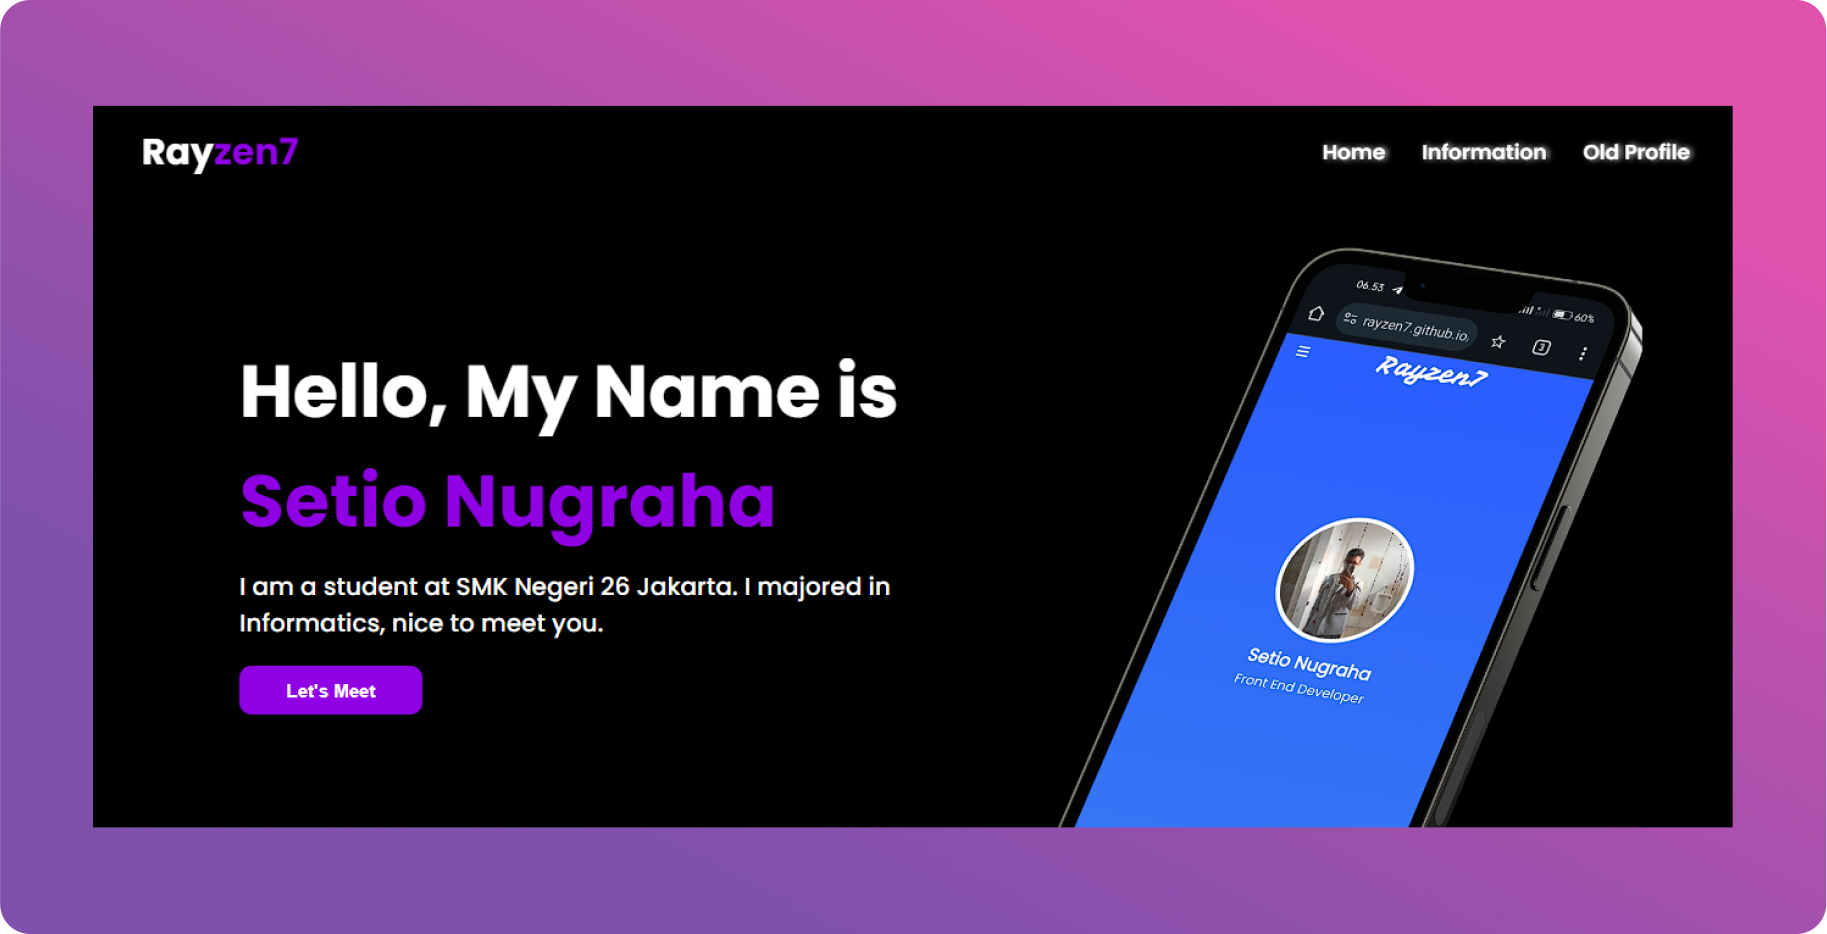 Rayzen7
Home Information Old Profile
Hello, My Name is
Setio Nugraha
I am a student at SMK Negeri 26 Jakarta. I majored in
Informatics, nice to meet you.
Let's Meet
06.53 60%
rayzen7.github.io/ 3
Rayzen7
Setio Nugraha
Front End Developer